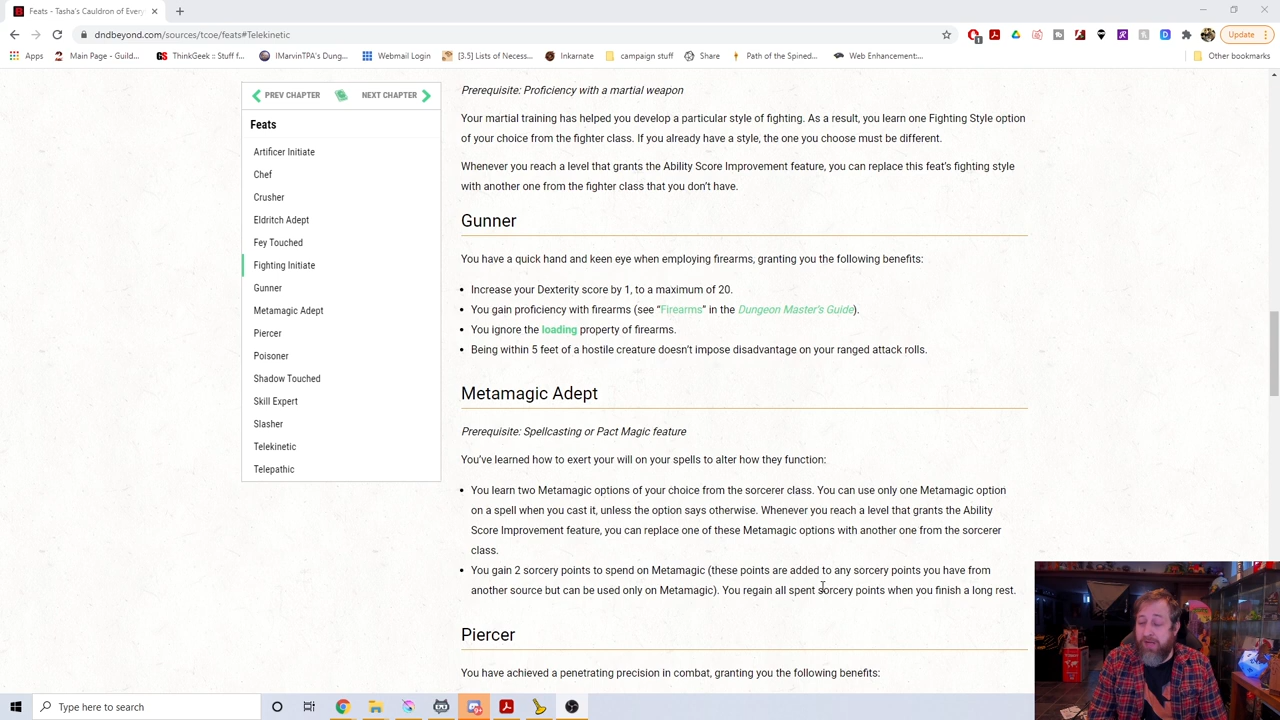 Feats - Tasha's Cauldron of Every
dndbeyond.com/sources/tcoe/feats#Telekinetic
Update
Apps
Main Page - Guild...
ThinkGeek :: Stuff f...
IMarvinTPA's Dung...
Webmail Login
[3.5] Lists of Necess...
Inkarnate
campaign stuff
Share
Path of the Spined...
Web Enhancement:...
Other bookmarks
PREV CHAPTER
NEXT CHAPTER
Feats
Artificer Initiate
Chef
Crusher
Eldritch Adept
Fey Touched
Fighting Initiate
Gunner
Metamagic Adept
Piercer
Poisoner
Shadow Touched
Skill Expert
Slasher
Telekinetic
Telepathic
Prerequisite: Proficiency with a martial weapon
Your martial training has helped you develop a particular style of fighting. As a result, you learn one Fighting Style option
of your choice from the fighter class. If you already have a style, the one you choose must be different.
Whenever you reach a level that grants the Ability Score Improvement feature, you can replace this feat's fighting style
with another one from the fighter class that you don't have.
Gunner
You have a quick hand and keen eye when employing firearms, granting you the following benefits:
• Increase your Dexterity score by 1, to a maximum of 20.
• You gain proficiency with firearms (see “Firearms” in the Dungeon Master's Guide).
• You ignore the loading property of firearms.
• Being within 5 feet of a hostile creature doesn't impose disadvantage on your ranged attack rolls.
Metamagic Adept
Prerequisite: Spellcasting or Pact Magic feature
You've learned how to exert your will on your spells to alter how they function:
• You learn two Metamagic options of your choice from the sorcerer class. You can use only one Metamagic option
on a spell when you cast it, unless the option says otherwise. Whenever you reach a level that grants the Ability
Score Improvement feature, you can replace one of these Metamagic options with another one from the sorcerer
class.
• You gain 2 sorcery points to spend on Metamagic (these points are added to any sorcery points you have from
another source but can be used only on Metamagic). You regain all spent sorcery points when you finish a long rest.
Piercer
You have achieved a penetrating precision in combat, granting you the following benefits:
Type here to search